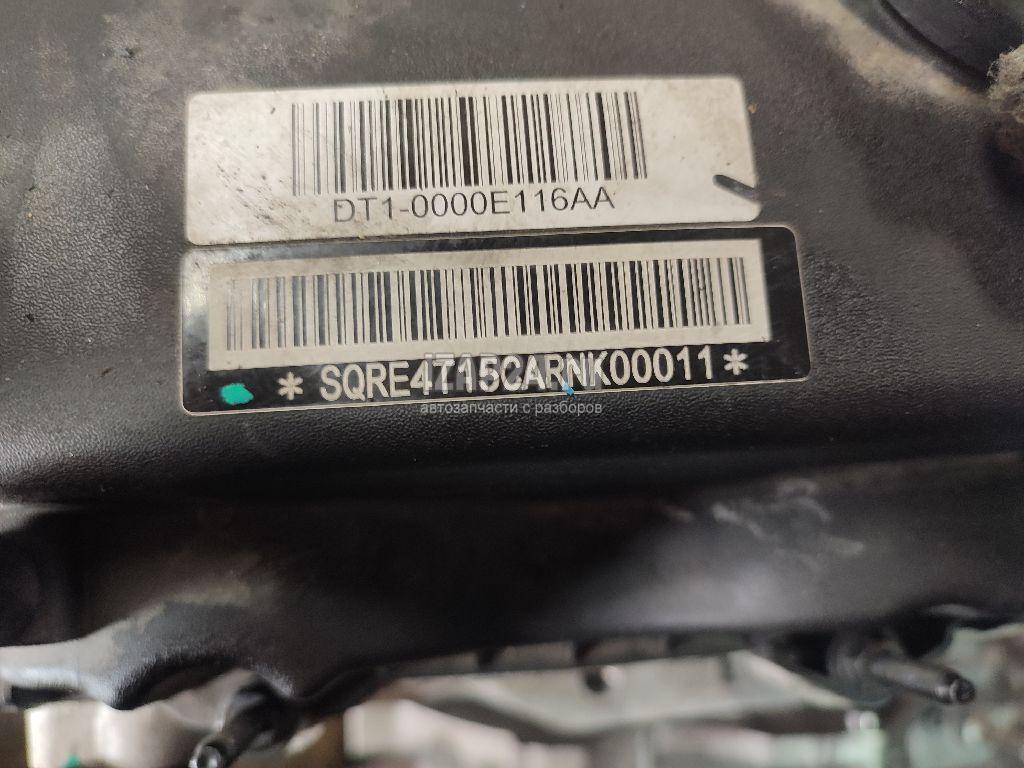 DT1-0000E116AA
* SQRE4T15CARNK00011 *
автозапчасти с разборов